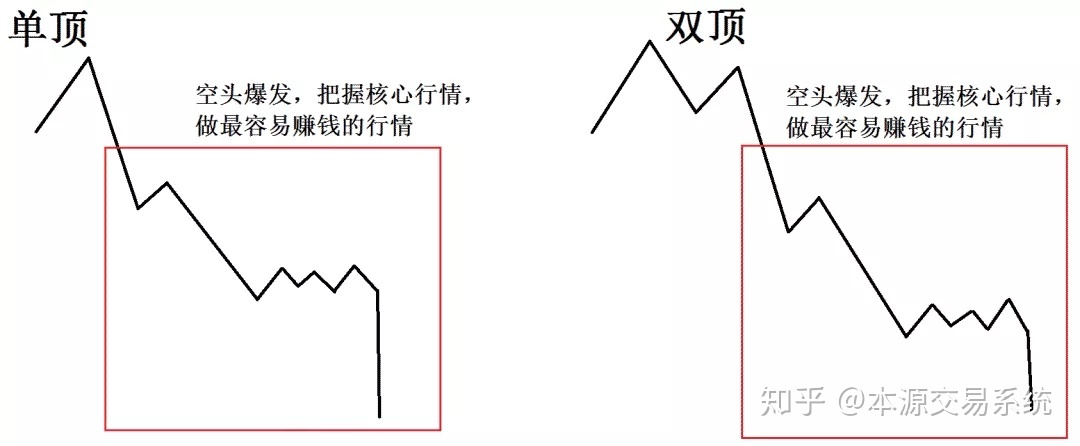 单顶
空头爆发，把握核心行情，
做最容易赚钱的行情
双顶
空头爆发，把握核心行情，
做最容易赚钱的行情
知乎 @本源交易系统